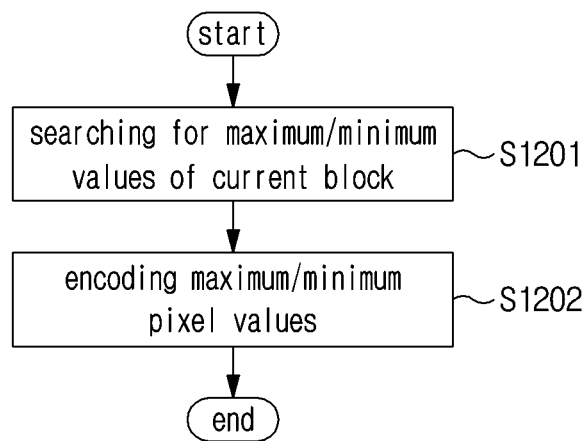 start
searching for maximum/minimum
values of current block
S1201
encoding maximum/minimum
pixel values
S1202
end